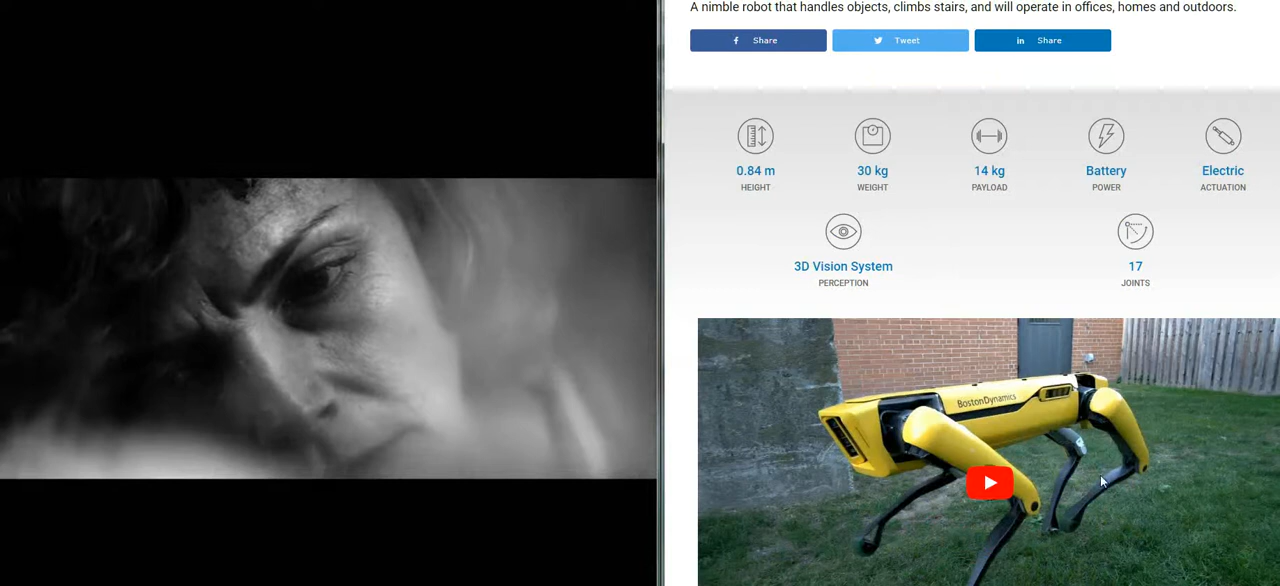 A nimble robot that handles objects, climbs stairs, and will operate in offices, homes and outdoors.
Share
Tweet
Share
0.84 m
HEIGHT
30 kg
WEIGHT
14 kg
PAYLOAD
Battery
POWER
Electric
ACTUATION
3D Vision System
PERCEPTION
17
JOINTS
BostonDynamics